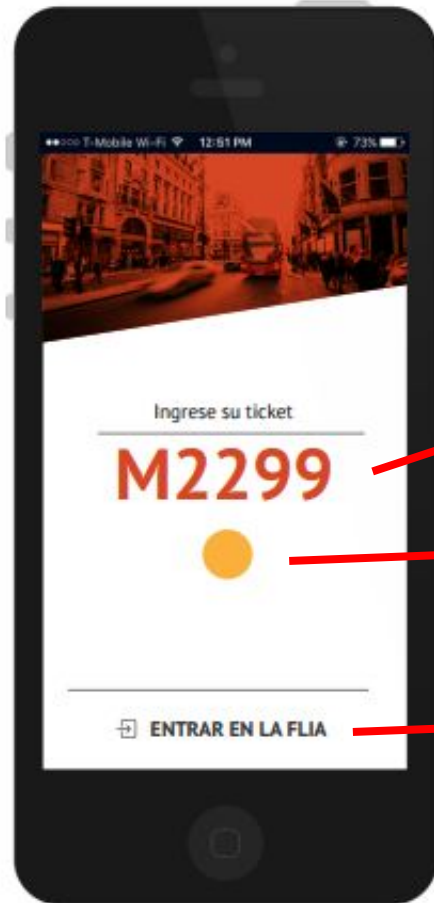 T-Mobile Wi-Fi 12:51 PM 73%
Ingrese su ticket
M2299
ENTRAR EN LA FLIA